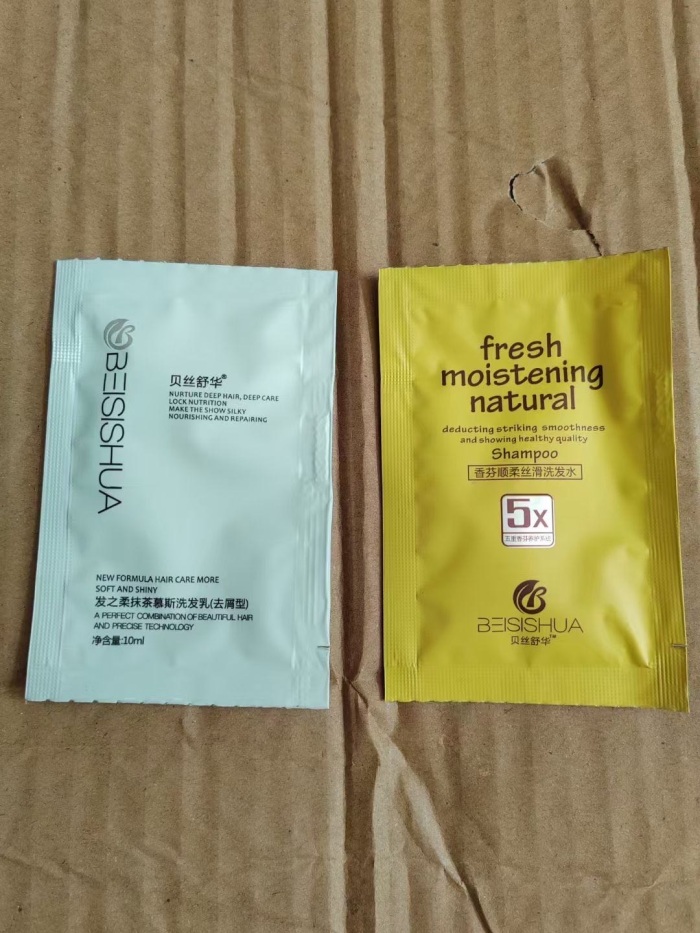 BEISISHUA
贝丝舒华®
NURTURE DEEP HAIR, DEEP CARE
LOCK NUTRITION
MAKE THE SHOW SILKY
NOURISHING AND REPAIRING
NEW FORMULA HAIR CARE MORE
SOFT AND SHINY
发之柔抹茶慕斯洗发乳(去屑型)
A PERFECT COMBINATION OF BEAUTIFUL HAIR
AND PRECISE TECHNOLOGY
净含量:10ml
fresh
moistening
natural
deducting striking smoothness
and showing healthy quality
Shampoo
香芬顺柔丝滑洗发水
5x
BEISISHUA
贝丝舒华™